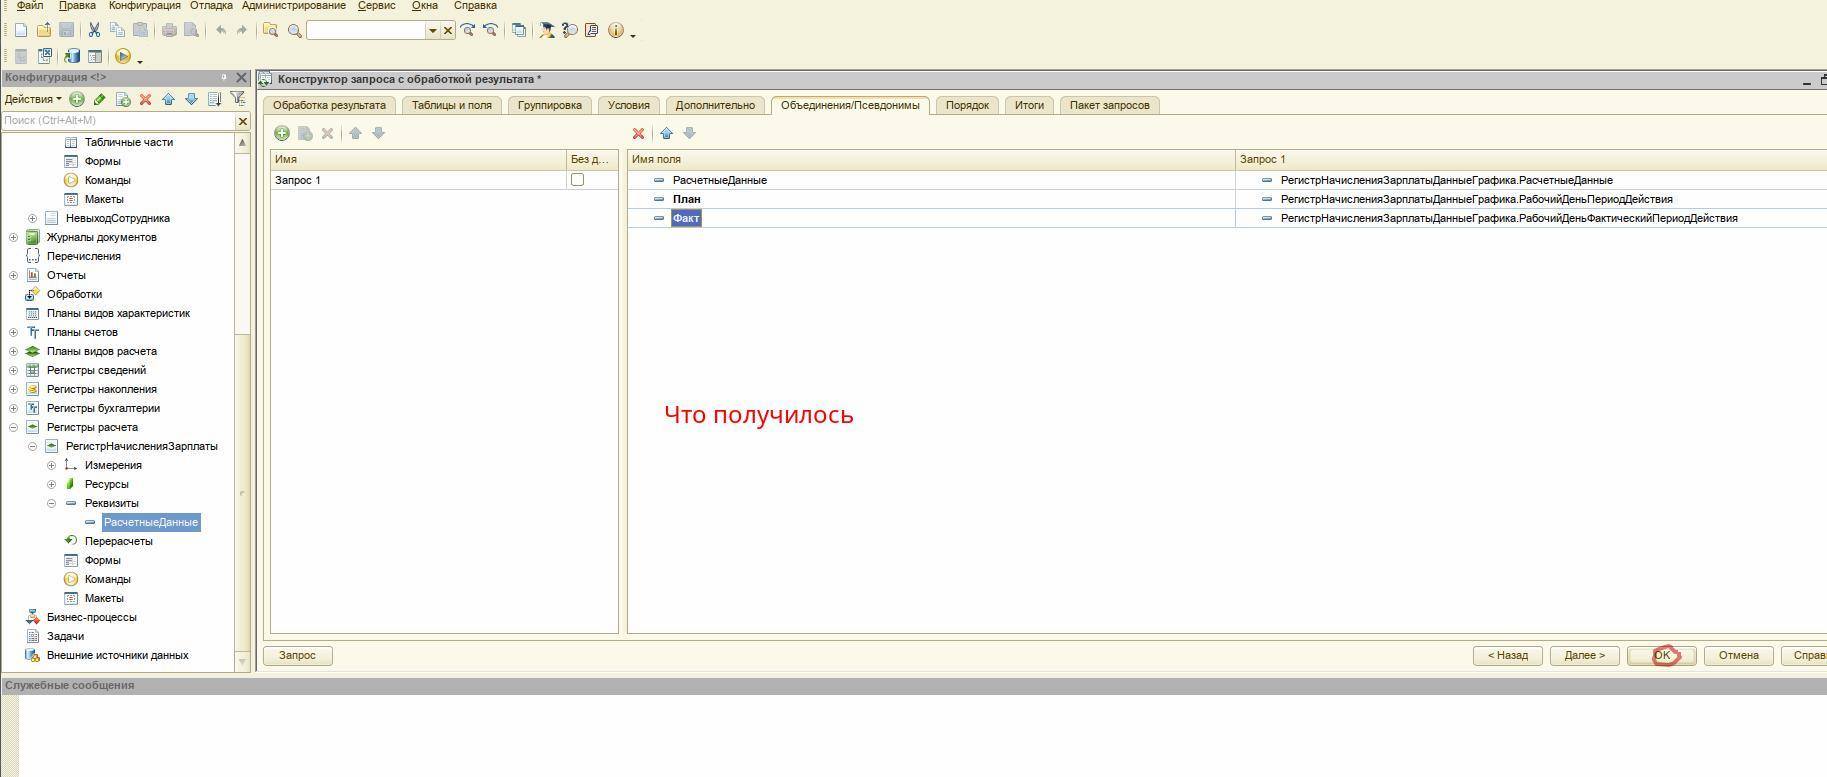 Файл Правка Конфигурация Отладка Администрирование Сервис Окна Справка
Конфигурация <!>
Действия
Поиск (Ctrl+Alt+M)
Табличные части
Формы
Команды
Макеты
НевыходСотрудника
Журналы документов
Перечисления
Отчеты
Обработки
Планы видов характеристик
Планы счетов
Планы видов расчета
Регистры сведений
Регистры накопления
Регистры бухгалтерии
Регистры расчета
РегистрНачисленияЗарплаты
Измерения
Ресурсы
Реквизиты
РасчетныеДанные
Перерасчеты
Формы
Команды
Макеты
Бизнес-процессы
Задачи
Внешние источники данных
Конструктор запроса с обработкой результата *
Обработка результата Таблицы и поля Группировка Условия Дополнительно Объединения/Псевдонимы Порядок Итоги Пакет запросов
Имя Без д...
Запрос 1
Имя поля Запрос 1
РасчетныеДанные РегистрНачисленияЗарплатыДанныеГрафика.РасчетныеДанные
План РегистрНачисленияЗарплатыДанныеГрафика.РабочийДеньПериодДействия
Факт РегистрНачисленияЗарплатыДанныеГрафика.РабочийДеньФактическийПериодДействия
Что получилось
Запрос < Назад Далее > OK Отмена Справ
Служебные сообщения